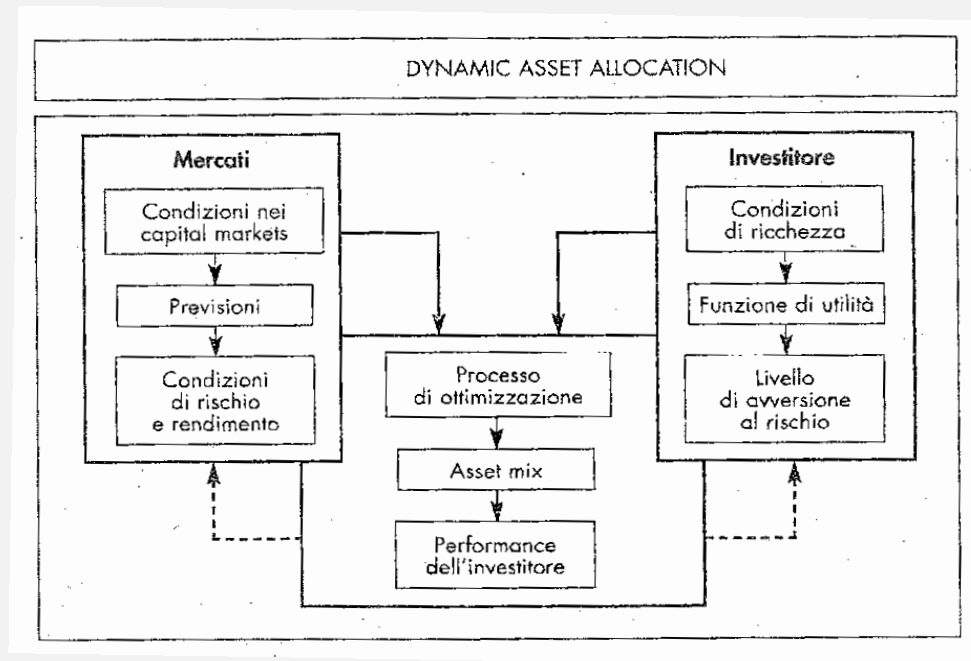 DYNAMIC ASSET ALLOCATION
Mercati
Condizioni nei
capital markets
Previsioni
Condizioni
di rischio
e rendimento
Processo
di ottimizzazione
Asset mix
Performance
dell'investitore
Investitore
Condizioni
di ricchezza
Funzione di utilità
Livello
di avversione
al rischio